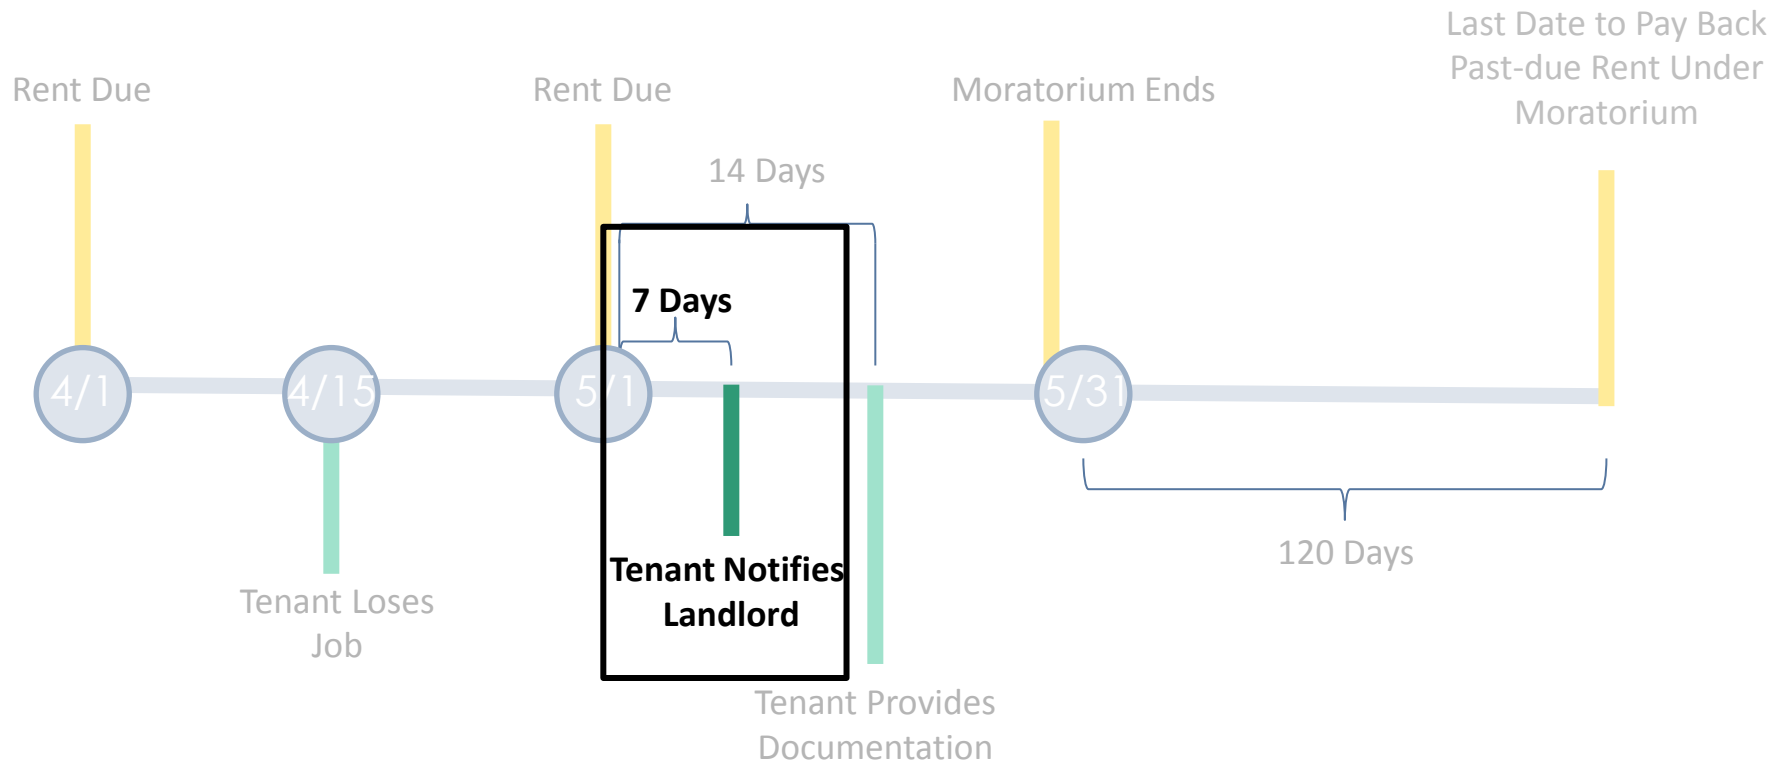 Last Date to Pay Back
Past-due Rent Under
Moratorium
Rent Due
Rent Due
Moratorium Ends
14 Days
7 Days
4/1
4/15
5/1
5/31
Tenant Notifies
Landlord
120 Days
Tenant Loses
Job
Tenant Provides
Documentation